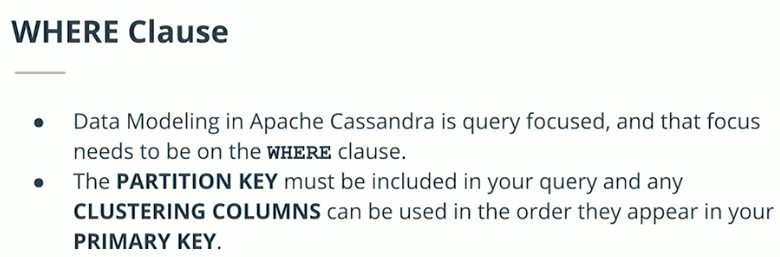 WHERE Clause
● Data Modeling in Apache Cassandra is query focused, and that focus
needs to be on the WHERE clause.
● The PARTITION KEY must be included in your query and any
CLUSTERING COLUMNS can be used in the order they appear in your
PRIMARY KEY.